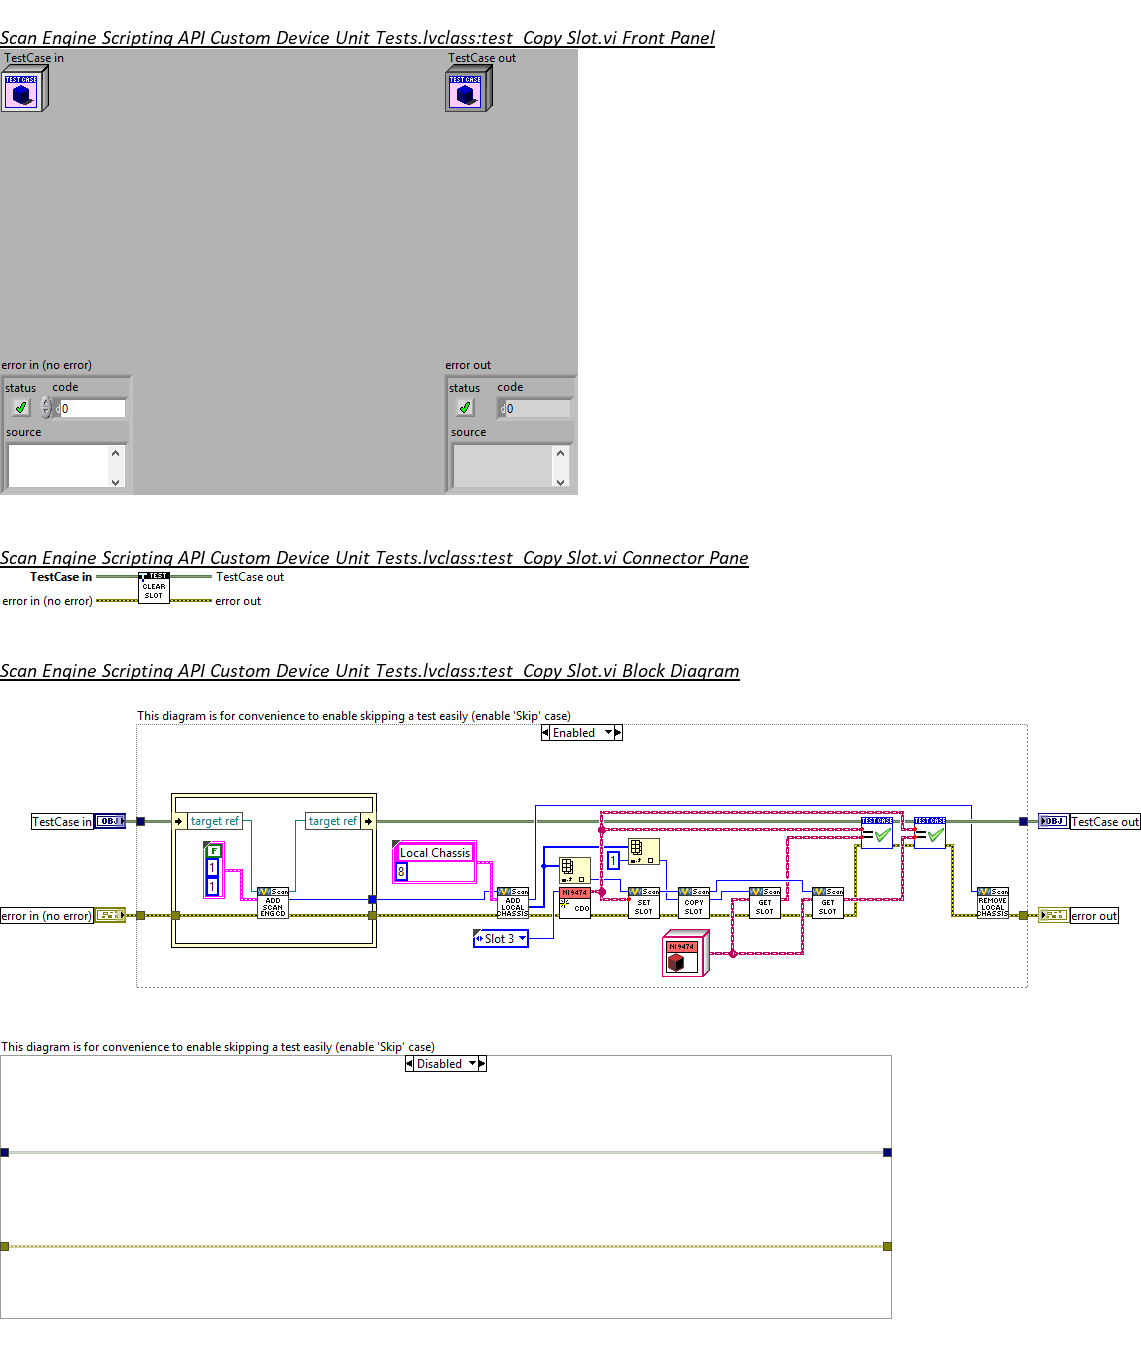 Scan Engine Scripting API Custom Device Unit Tests.lvclass:test_Copy Slot.vi Front Panel
TestCase in
TestCase out
TEST CASE
TEST CASE
error in (no error)
error out
status code
status code
d 0
d 0
source
source
Scan Engine Scripting API Custom Device Unit Tests.lvclass:test_Copy Slot.vi Connector Pane
TestCase in
TEST
CLEAR
SLOT
TestCase out
error in (no error)
error out
Scan Engine Scripting API Custom Device Unit Tests.lvclass:test_Copy Slot.vi Block Diagram
This diagram is for convenience to enable skipping a test easily (enable 'Skip' case)
Enabled
TestCase in
OBJ
target ref
target ref
TEST CASE
TEST CASE
OBJ
TestCase out
F
1
1
Local Chassis
8
1
Scan
ADD
SCAN
ENG CD
Scan
ADD
LOCAL
CHASSIS
NI 9474
CDO
Scan
SET
SLOT
Scan
COPY
SLOT
Scan
GET
SLOT
Scan
GET
SLOT
Scan
REMOVE
LOCAL
CHASSIS
error in (no error)
error out
Slot 3
NI 9474
This diagram is for convenience to enable skipping a test easily (enable 'Skip' case)
Disabled